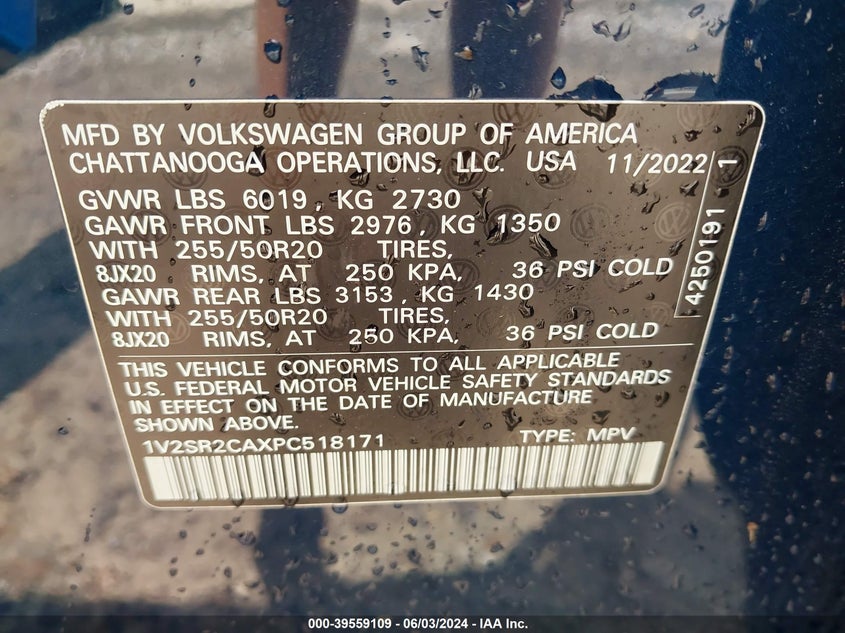 MFD BY VOLKSWAGEN GROUP OF AMERICA
CHATTANOOGA OPERATIONS, LLC. USA 11/2022
GVWR LBS 6019, KG 2730
GAWR FRONT LBS 2976, KG 1350
WITH 255/50R20 TIRES,
8JX20 RIMS, AT 250 KPA, 36 PSI COLD
GAWR REAR LBS 3153, KG 1430
WITH 255/50R20 TIRES,
8JX20 RIMS, AT 250 KPA, 36 PSI COLD
4250191 1
THIS VEHICLE CONFORMS TO ALL APPLICABLE
U.S. FEDERAL MOTOR VEHICLE SAFETY STANDARDS
IN EFFECT ON THE DATE OF MANUFACTURE
SHOWN ABOVE.
1V2SR2CAXPC518171 TYPE: MPV
000-39559109 - 06/03/2024 - IAA Inc.